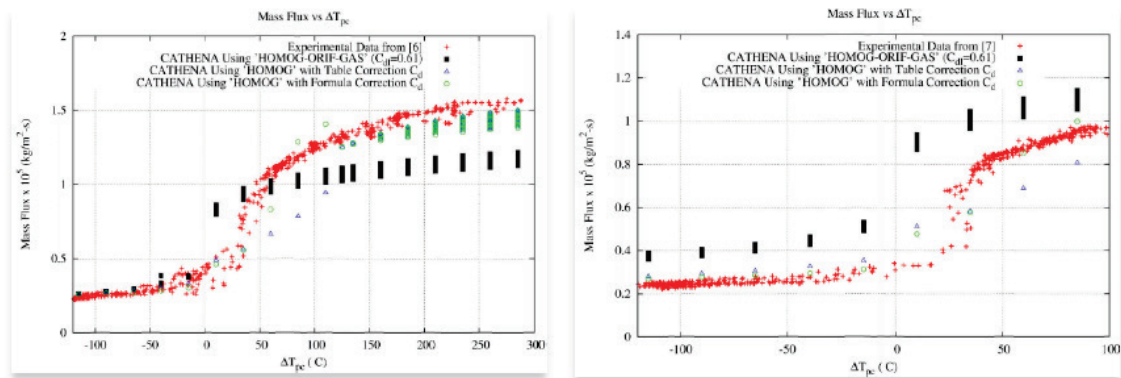 Mass Flux vs ΔTpc
Experimental Data from [6]
CATHENA Using 'HOMOG-ORIF-GAS' (Cdf=0.61)
CATHENA Using 'HOMOG' with Table Correction Cd
CATHENA Using 'HOMOG' with Formula Correction Cd
2
1.5
1
0.5
0
Mass Flux x 10^5 (kg/m²-s)
-100 -50 0 50 100 150 200 250 300
ΔTpc ( C)
Mass Flux vs ΔTpc
Experimental Data from [7]
CATHENA Using 'HOMOG-ORIF-GAS' (Cdf=0.61)
CATHENA Using 'HOMOG' with Table Correction Cd
CATHENA Using 'HOMOG' with Formula Correction Cd
1.4
1.2
1
0.8
0.6
0.4
0.2
0
Mass Flux x 10^5 (kg/m²-s)
-100 -50 0 50 100
ΔTpc ( C)